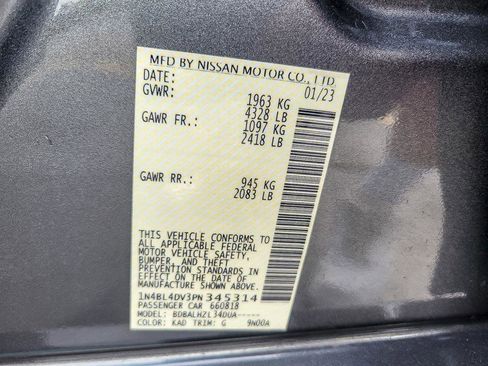 MFD BY NISSAN MOTOR CO., LTD
DATE: 01/23
GVWR: 1963 KG
4328 LB
GAWR FR.: 1097 KG
2418 LB
GAWR RR.: 945 KG
2083 LB
THIS VEHICLE CONFORMS TO
ALL APPLICABLE FEDERAL
MOTOR VEHICLE SAFETY,
BUMPER, AND THEFT
PREVENTION STANDARDS IN
EFFECT ON THE DATE OF
MANUFACTURE SHOWN ABOVE.
1N4BL4DV3PN345314
PASSENGER CAR 660818
MODEL: BDBALHZL34DUA-----
COLOR: KAD TRIM: G 9N00A